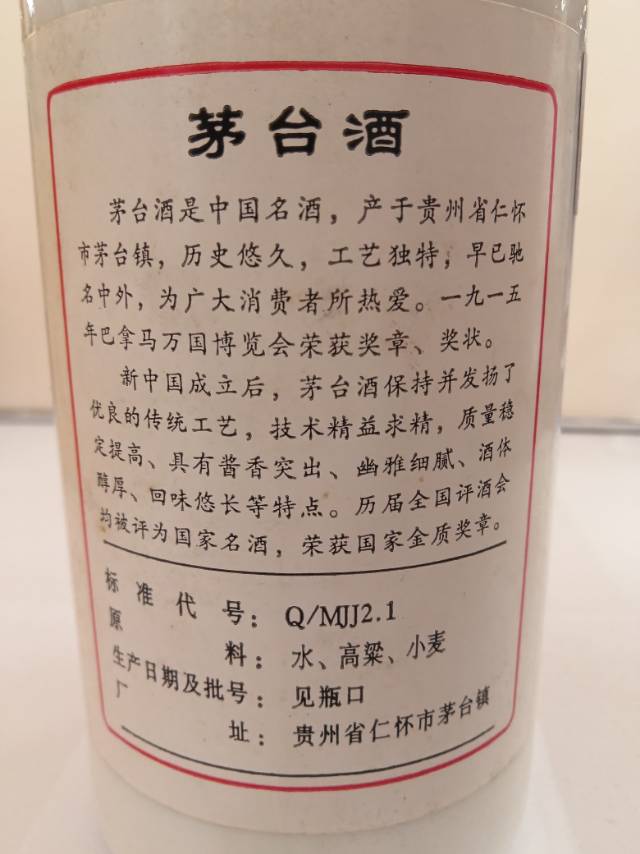 茅台酒
茅台酒是中国名酒，产于贵州省仁怀
市茅台镇，历史悠久，工艺独特，早已驰
名中外，为广大消费者所热爱。一九一五
年巴拿马万国博览会荣获奖章、奖状。
新中国成立后，茅台酒保持并发扬了
优良的传统工艺，技术精益求精，质量稳
定提高、具有酱香突出、幽雅细腻、酒体
醇厚、回味悠长等特点。历届全国评酒会
均被评为国家名酒，荣获国家金质奖章。
标准代号：Q/MJJ2.1
原料：水、高粱、小麦
生产日期及批号：见瓶口
厂址：贵州省仁怀市茅台镇